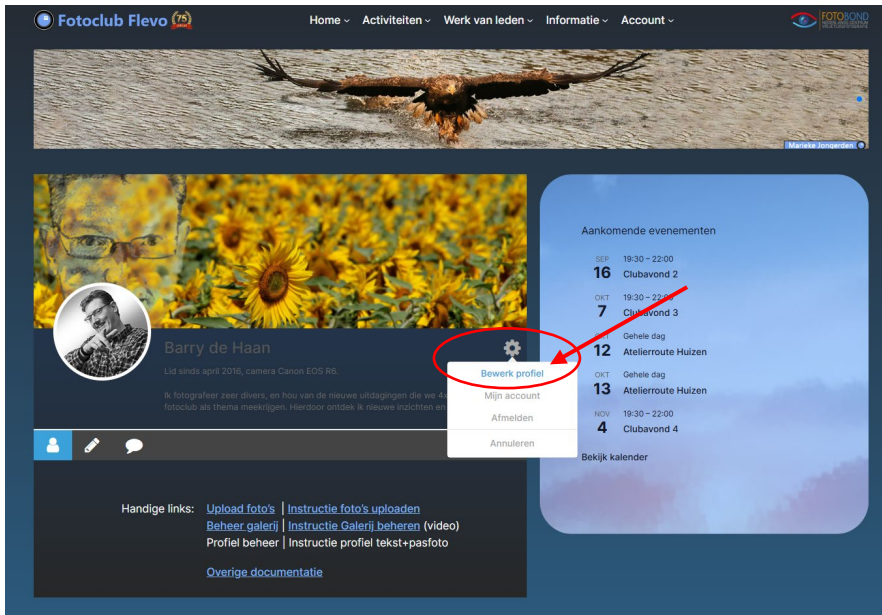 Fotoclub Flevo 75
Home Activiteiten Werk van leden Informatie Account
FOTOBOND
Marieke Jongerden
Barry de Haan
Lid sinds april 2016, camera Canon EOS R6.
Ik fotografeer zeer divers, en hou van de nieuwe uitdagingen die we 4x
fotoclub als thema meekrijgen. Hierdoor ontdek ik nieuwe inzichten en
Bewerk profiel
Mijn account
Afmelden
Annuleren
Handige links: Upload foto's | Instructie foto's uploaden
Beheer galerij | Instructie Galerij beheren (video)
Profiel beheer | Instructie profiel tekst+pasfoto
Overige documentatie
Aankomende evenementen
SEP 19:30 – 22:00
16 Clubavond 2
OKT 19:30 – 22:00
7 Clubavond 3
Gehele dag
12 Atelierroute Huizen
OKT Gehele dag
13 Atelierroute Huizen
NOV 19:30 – 22:00
4 Clubavond 4
Bekijk kalender